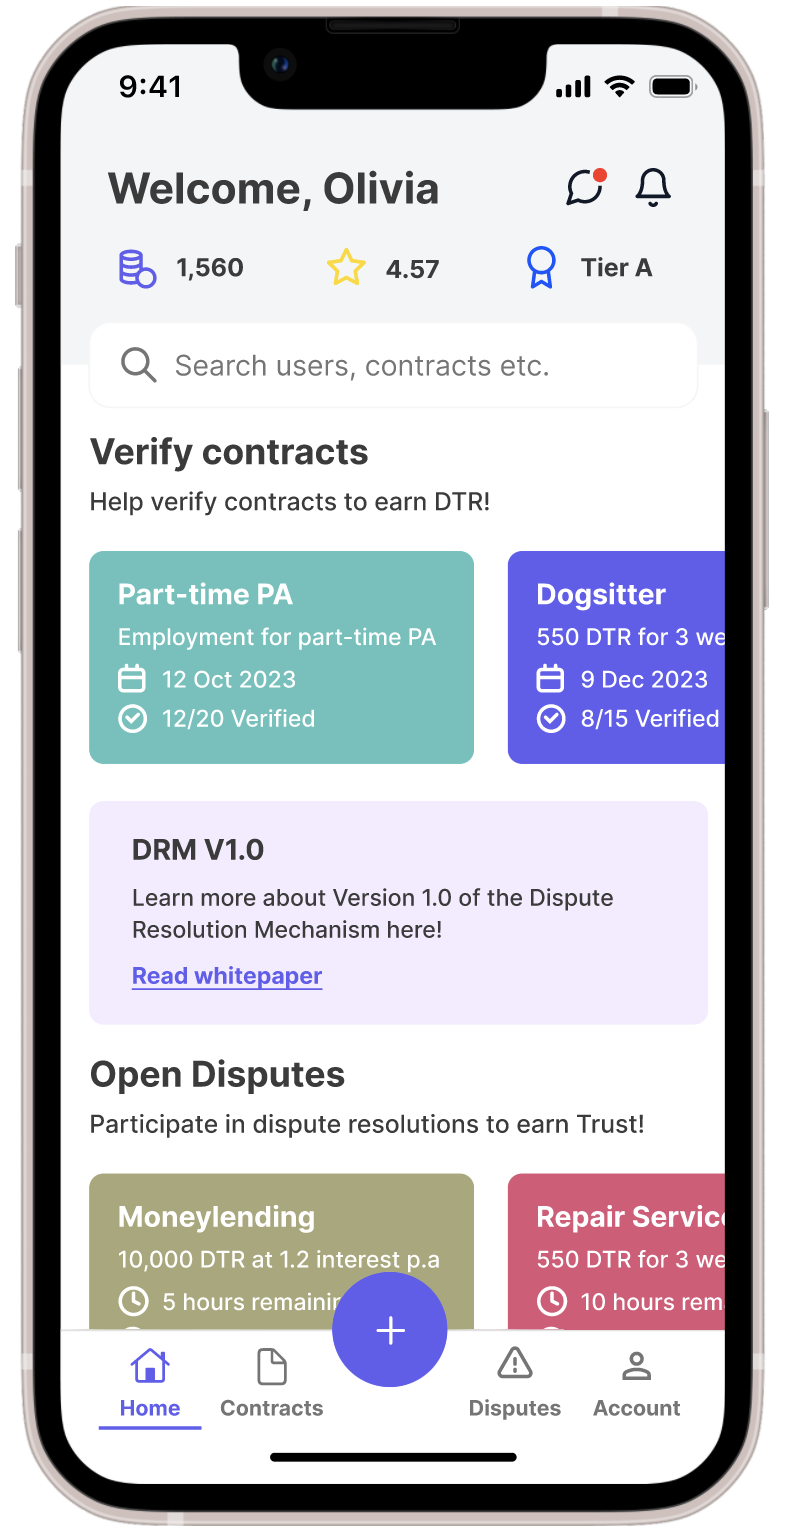 9:41
Welcome, Olivia
1,560
4.57
Tier A
Search users, contracts etc.
Verify contracts
Help verify contracts to earn DTR!
Part-time PA
Employment for part-time PA
12 Oct 2023
12/20 Verified
Dogsitter
550 DTR for 3 we
9 Dec 2023
8/15 Verified
DRM V1.0
Learn more about Version 1.0 of the Dispute
Resolution Mechanism here!
Read whitepaper
Open Disputes
Participate in dispute resolutions to earn Trust!
Moneylending
10,000 DTR at 1.2 interest p.a
5 hours remainin
Repair Servic
550 DTR for 3 we
10 hours rem
Home
Contracts
Disputes
Account